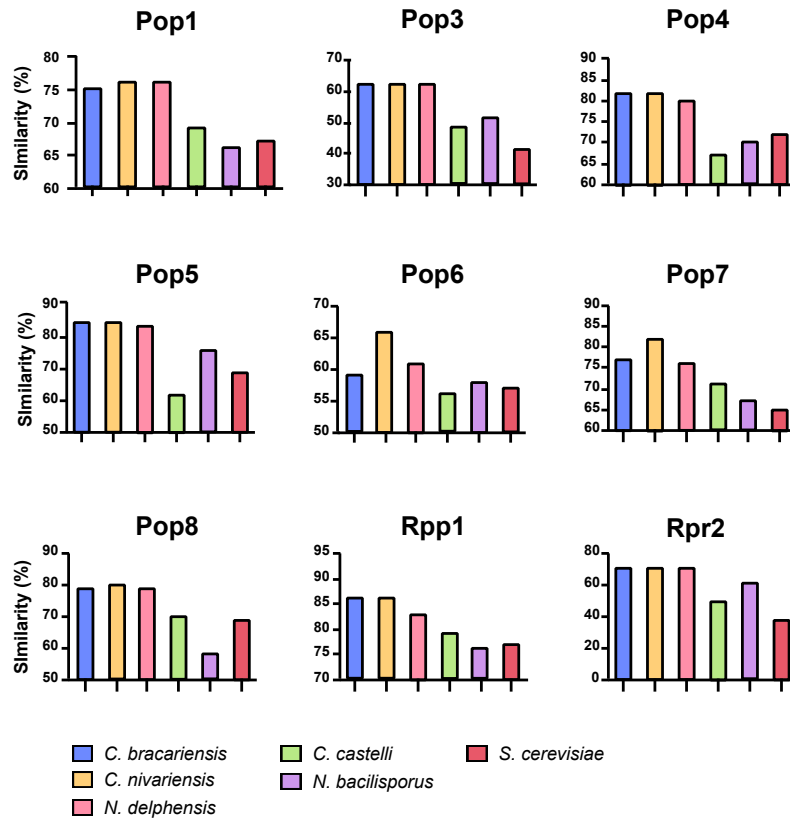 Pop1
Pop3
Pop4
SImilarity (%)
80
75
70
65
60
70
60
50
40
30
90
85
80
75
70
65
60
Pop5
Pop6
Pop7
SImilarity (%)
90
80
70
60
50
70
65
60
55
50
90
85
80
75
70
65
60
Pop8
Rpp1
Rpr2
SImilarity (%)
90
80
70
60
50
95
90
85
80
75
70
80
60
40
20
0
C. bracariensis
C. nivariensis
N. delphensis
C. castelli
N. bacilisporus
S. cerevisiae